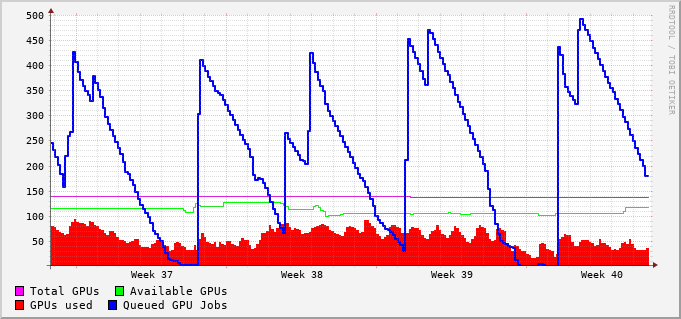 500
450
400
350
300
250
200
150
100
50
Week 37 Week 38 Week 39 Week 40
Total GPUs Available GPUs
GPUs used Queued GPU Jobs
RRDTOOL / TOBI OETIKER